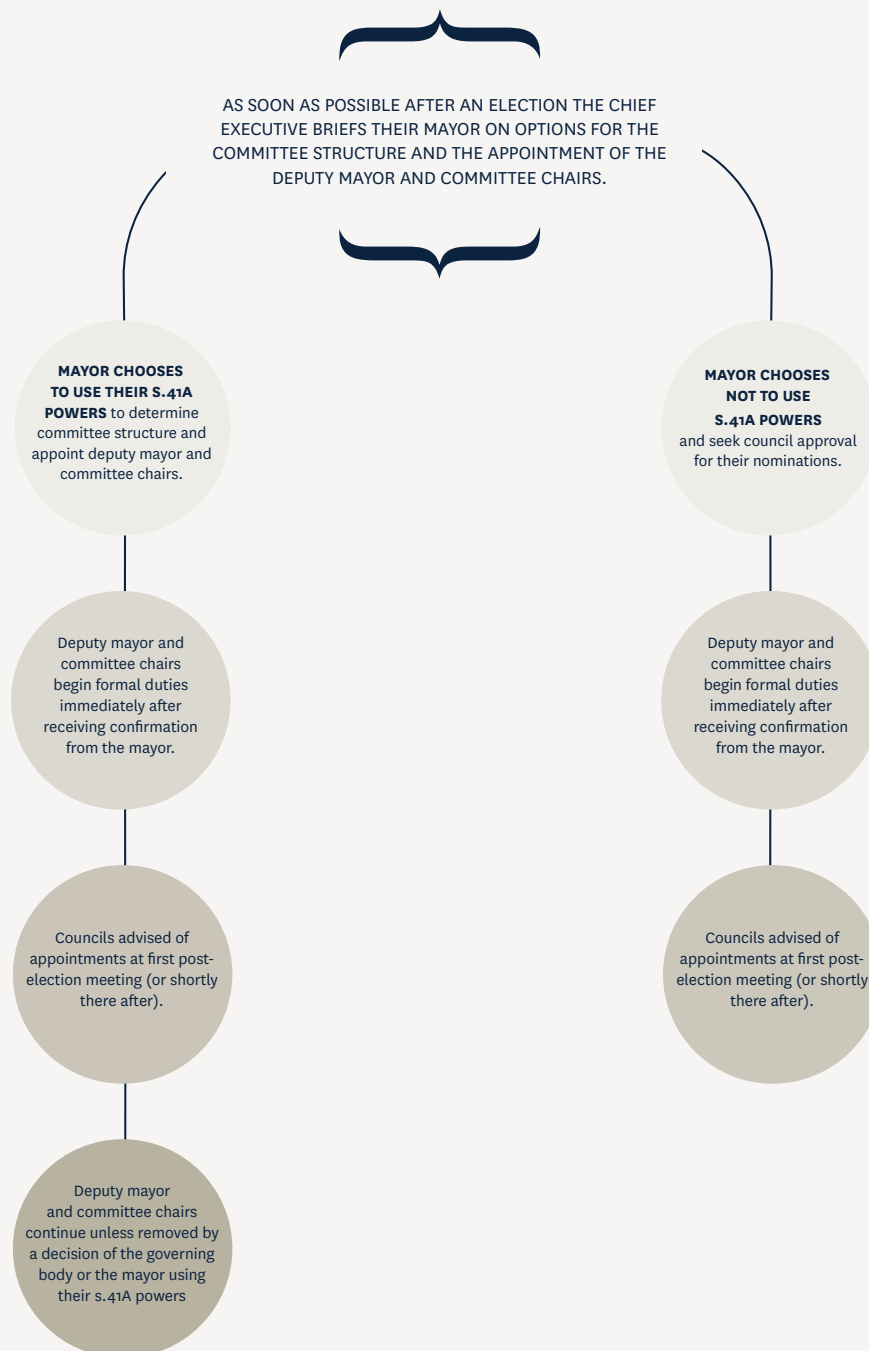 AS SOON AS POSSIBLE AFTER AN ELECTION THE CHIEF
EXECUTIVE BRIEFS THEIR MAYOR ON OPTIONS FOR THE
COMMITTEE STRUCTURE AND THE APPOINTMENT OF THE
DEPUTY MAYOR AND COMMITTEE CHAIRS.
MAYOR CHOOSES
TO USE THEIR S.41A
POWERS to determine
committee structure and
appoint deputy mayor and
committee chairs.
Deputy mayor and
committee chairs
begin formal duties
immediately after
receiving confirmation
from the mayor.
Councils advised of
appointments at first post-
election meeting (or shortly
there after).
Deputy mayor
and committee chairs
continue unless removed by
a decision of the governing
body or the mayor using
their s.41A powers
MAYOR CHOOSES
NOT TO USE
S.41A POWERS
and seek council approval
for their nominations.
Deputy mayor and
committee chairs
begin formal duties
immediately after
receiving confirmation
from the mayor.
Councils advised of
appointments at first post-
election meeting (or shortly
there after).